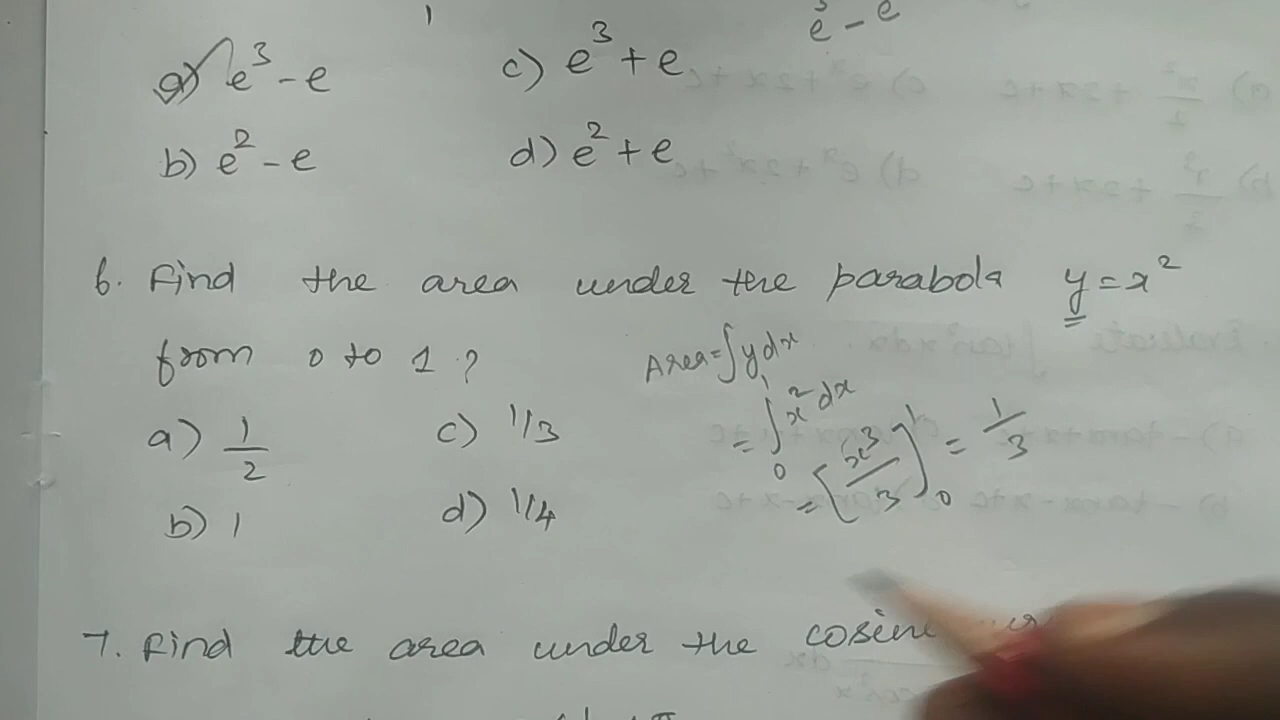 e³ - e
a) e³ - e c) e³ + e
b) e² - e d) e² + e
6. Find the area under the parabola y = x²
from 0 to 1 ?
Area = ∫ y dx
= ∫₀¹ x² dx
= [x³/3]₀¹ = 1/3
a) 1/2 c) 1/3
b) 1 d) 1/4
7. Find the area under the cosine